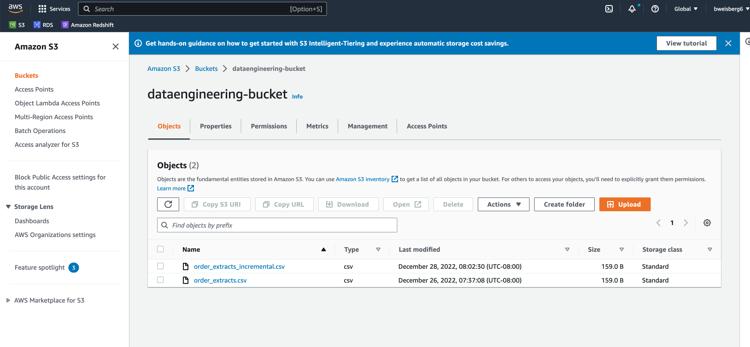 aws
Services
Search
[Option+S]
Global
bweisberg6
S3
RDS
Amazon Redshift
Amazon S3
Buckets
Access Points
Object Lambda Access Points
Multi-Region Access Points
Batch Operations
Access analyzer for S3
Block Public Access settings for
this account
Storage Lens
Dashboards
AWS Organizations settings
Feature spotlight 3
AWS Marketplace for S3
Get hands-on guidance on how to get started with S3 Intelligent-Tiering and experience automatic storage cost savings.
View tutorial
Amazon S3 > Buckets > dataengineering-bucket
dataengineering-bucket Info
Objects
Properties
Permissions
Metrics
Management
Access Points
Objects (2)
Objects are the fundamental entities stored in Amazon S3. You can use Amazon S3 inventory to get a list of all objects in your bucket. For others to access your objects, you'll need to explicitly grant them permissions.
Learn more
Copy S3 URI
Copy URL
Download
Open
Delete
Actions
Create folder
Upload
Find objects by prefix
1
Name Type Last modified Size Storage class
order_extracts_incremental.csv csv December 28, 2022, 08:02:30 (UTC-08:00) 159.0 B Standard
order_extracts.csv csv December 26, 2022, 07:37:08 (UTC-08:00) 159.0 B Standard